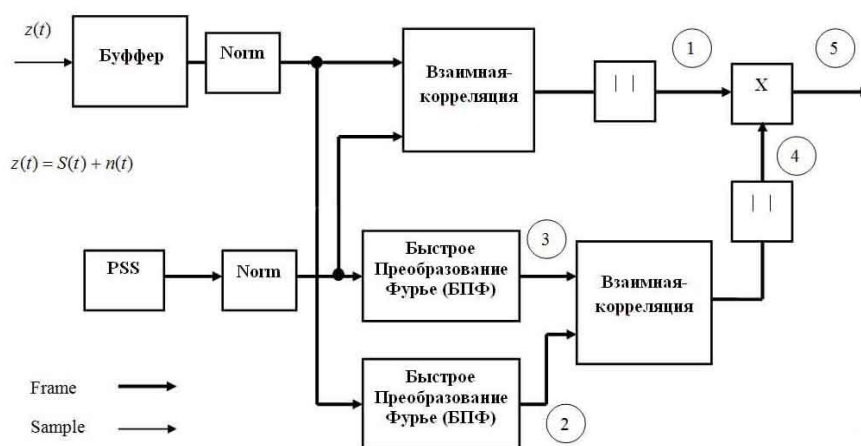 z(t)
Буффер
Norm
Взаимная-
корреляция
| |
1
X
5
z(t) = S(t) + n(t)
4
| |
PSS
Norm
Быстрое
Преобразование
Фурье (БПФ)
3
Взаимная-
корреляция
Быстрое
Преобразование
Фурье (БПФ)
2
Frame
Sample